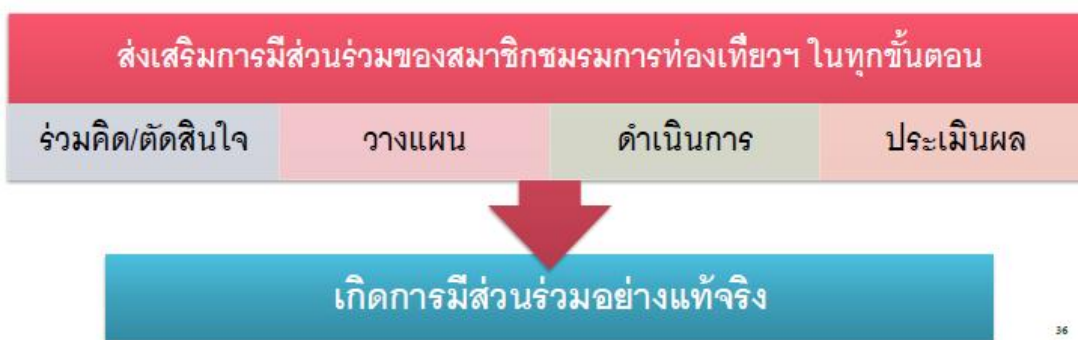 ส่งเสริมการมีส่วนร่วมของสมาชิกชมรมการท่องเที่ยวฯ ในทุกขั้นตอน
ร่วมคิด/ตัดสินใจ วางแผน ดำเนินการ ประเมินผล
เกิดการมีส่วนร่วมอย่างแท้จริง
36